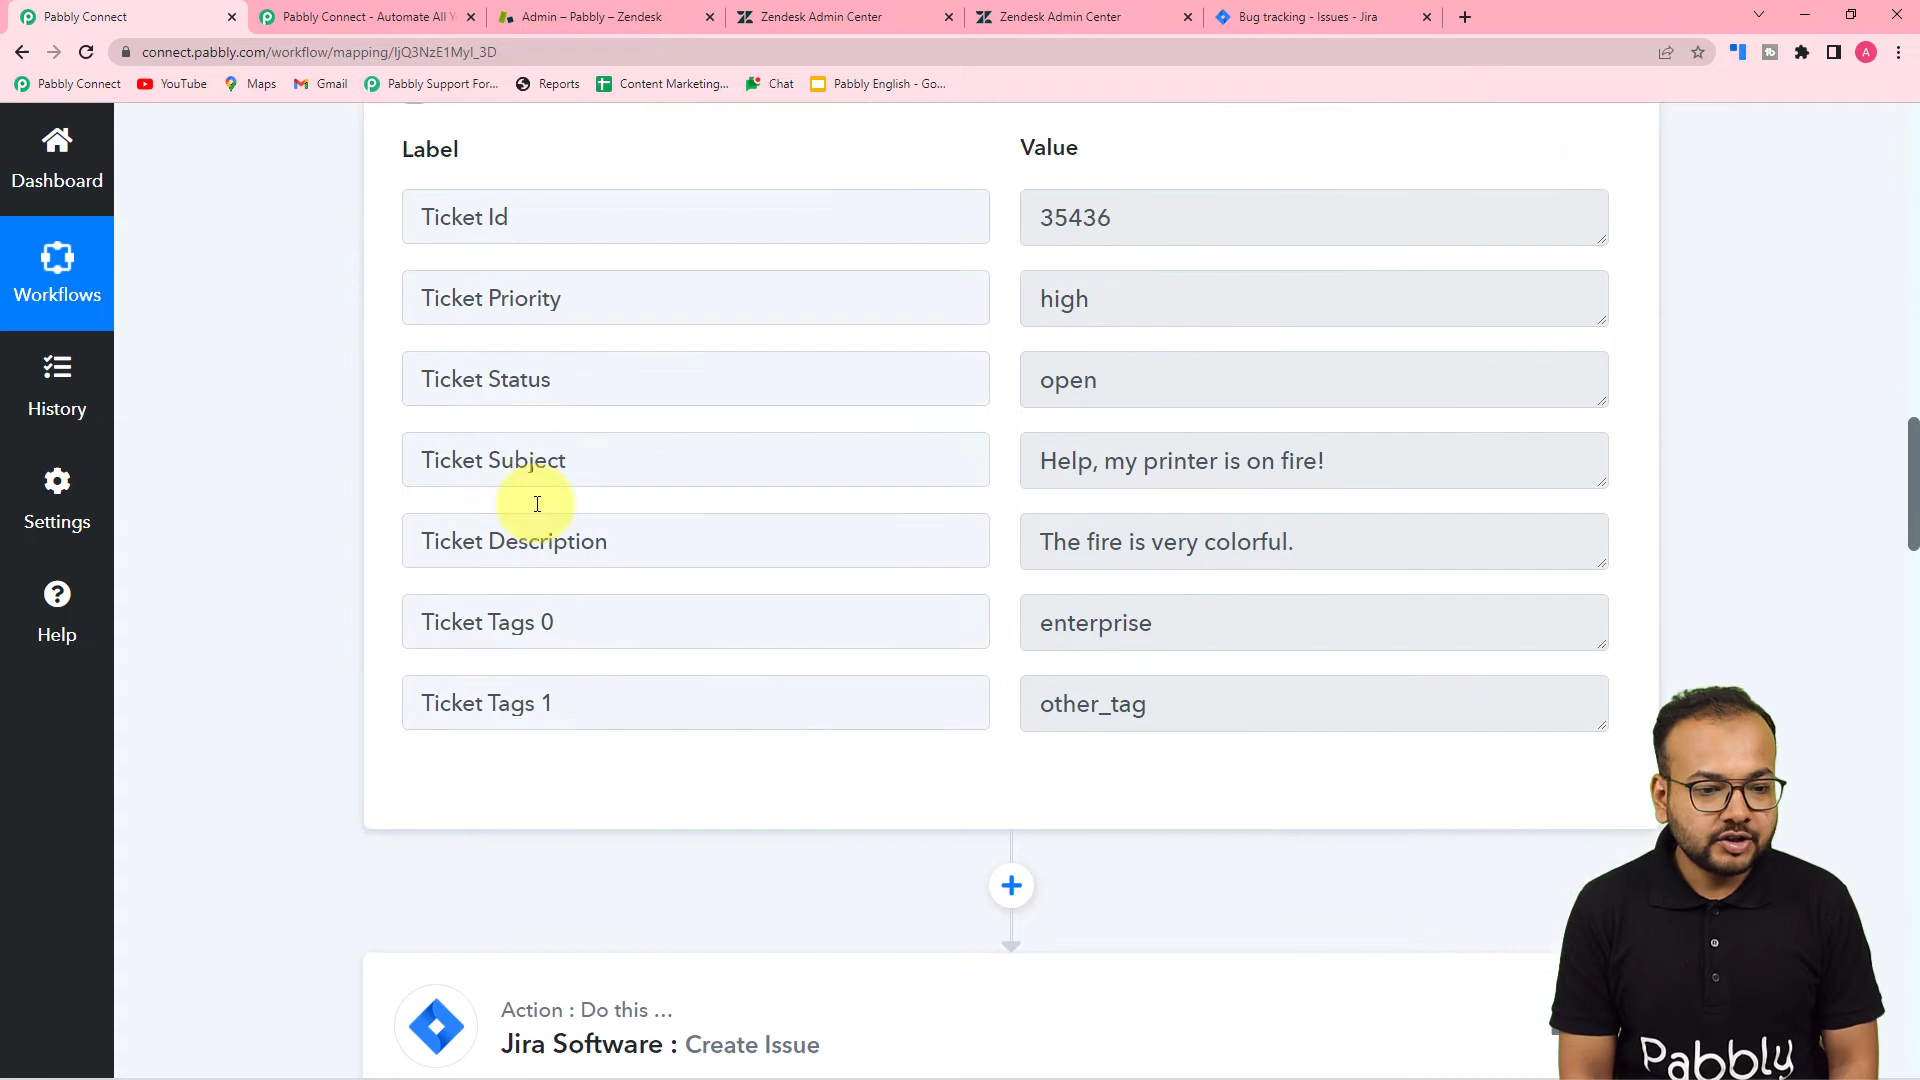 Pabbly Connect
Pabbly Connect - Automate All Y
Admin – Pabbly – Zendesk
Zendesk Admin Center
Zendesk Admin Center
Bug tracking - Issues - Jira
connect.pabbly.com/workflow/mapping/IjQ3NzE1MyI_3D
A
Pabbly Connect
YouTube
Maps
Gmail
Pabbly Support For...
Reports
Content Marketing...
Chat
Pabbly English - Go...
Dashboard
Workflows
History
Settings
Help
Label
Value
Ticket Id
35436
Ticket Priority
high
Ticket Status
open
Ticket Subject
Help, my printer is on fire!
Ticket Description
The fire is very colorful.
Ticket Tags 0
enterprise
Ticket Tags 1
other_tag
Action : Do this ...
Jira Software : Create Issue
Pabbly